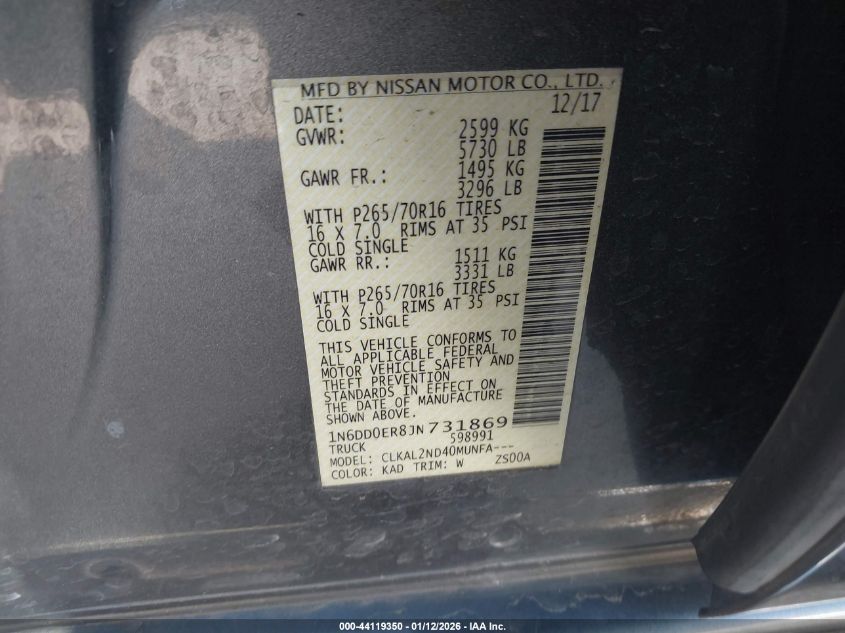 MFD BY NISSAN MOTOR CO., LTD.
DATE: 12/17
GVWR: 2599 KG
5730 LB
GAWR FR.: 1495 KG
3296 LB
WITH P265/70R16 TIRES
16 X 7.0 RIMS AT 35 PSI
COLD SINGLE
GAWR RR.: 1511 KG
3331 LB
WITH P265/70R16 TIRES
16 X 7.0 RIMS AT 35 PSI
COLD SINGLE
THIS VEHICLE CONFORMS TO
ALL APPLICABLE FEDERAL
MOTOR VEHICLE SAFETY AND
THEFT PREVENTION
STANDARDS IN EFFECT ON
THE DATE OF MANUFACTURE
SHOWN ABOVE.
1N6DD0ER8JN731869
TRUCK 598991
MODEL: CLKAL2ND40MUNFA---
COLOR: KAD TRIM: W ZS00A
000-44119350 - 01/12/2026 - IAA Inc.